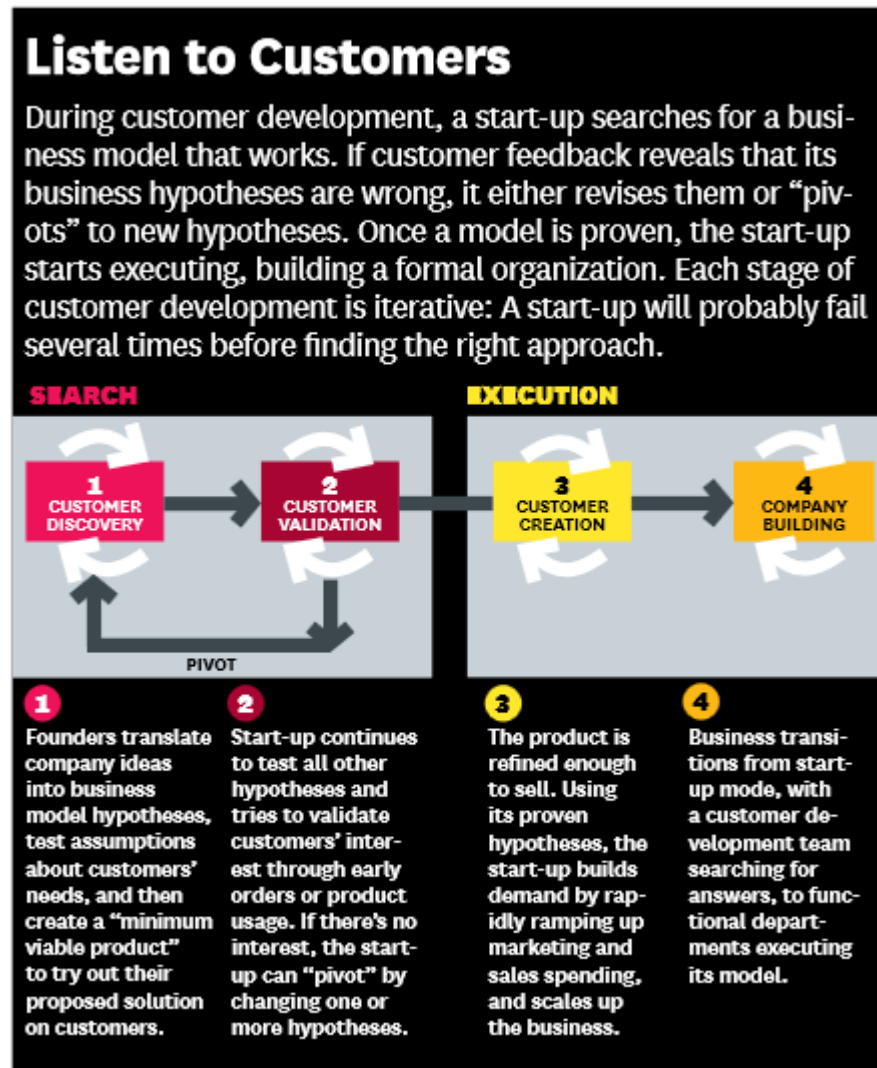 Listen to Customers
During customer development, a start-up searches for a busi-
ness model that works. If customer feedback reveals that its
business hypotheses are wrong, it either revises them or “piv-
ots” to new hypotheses. Once a model is proven, the start-up
starts executing, building a formal organization. Each stage of
customer development is iterative: A start-up will probably fail
several times before finding the right approach.
SEARCH
EXECUTION
1
CUSTOMER
DISCOVERY
2
CUSTOMER
VALIDATION
3
CUSTOMER
CREATION
4
COMPANY
BUILDING
PIVOT
1
Founders translate
company ideas
into business
model hypotheses,
test assumptions
about customers’
needs, and then
create a “minimum
viable product”
to try out their
proposed solution
on customers.
2
Start-up continues
to test all other
hypotheses and
tries to validate
customers’ inter-
est through early
orders or product
usage. If there’s no
interest, the start-
up can “pivot” by
changing one or
more hypotheses.
3
The product is
refined enough
to sell. Using
its proven
hypotheses, the
start-up builds
demand by rap-
idly ramping up
marketing and
sales spending,
and scales up
the business.
4
Business transi-
tions from start-
up mode, with
a customer de-
velopment team
searching for
answers, to func-
tional depart-
ments executing
its model.